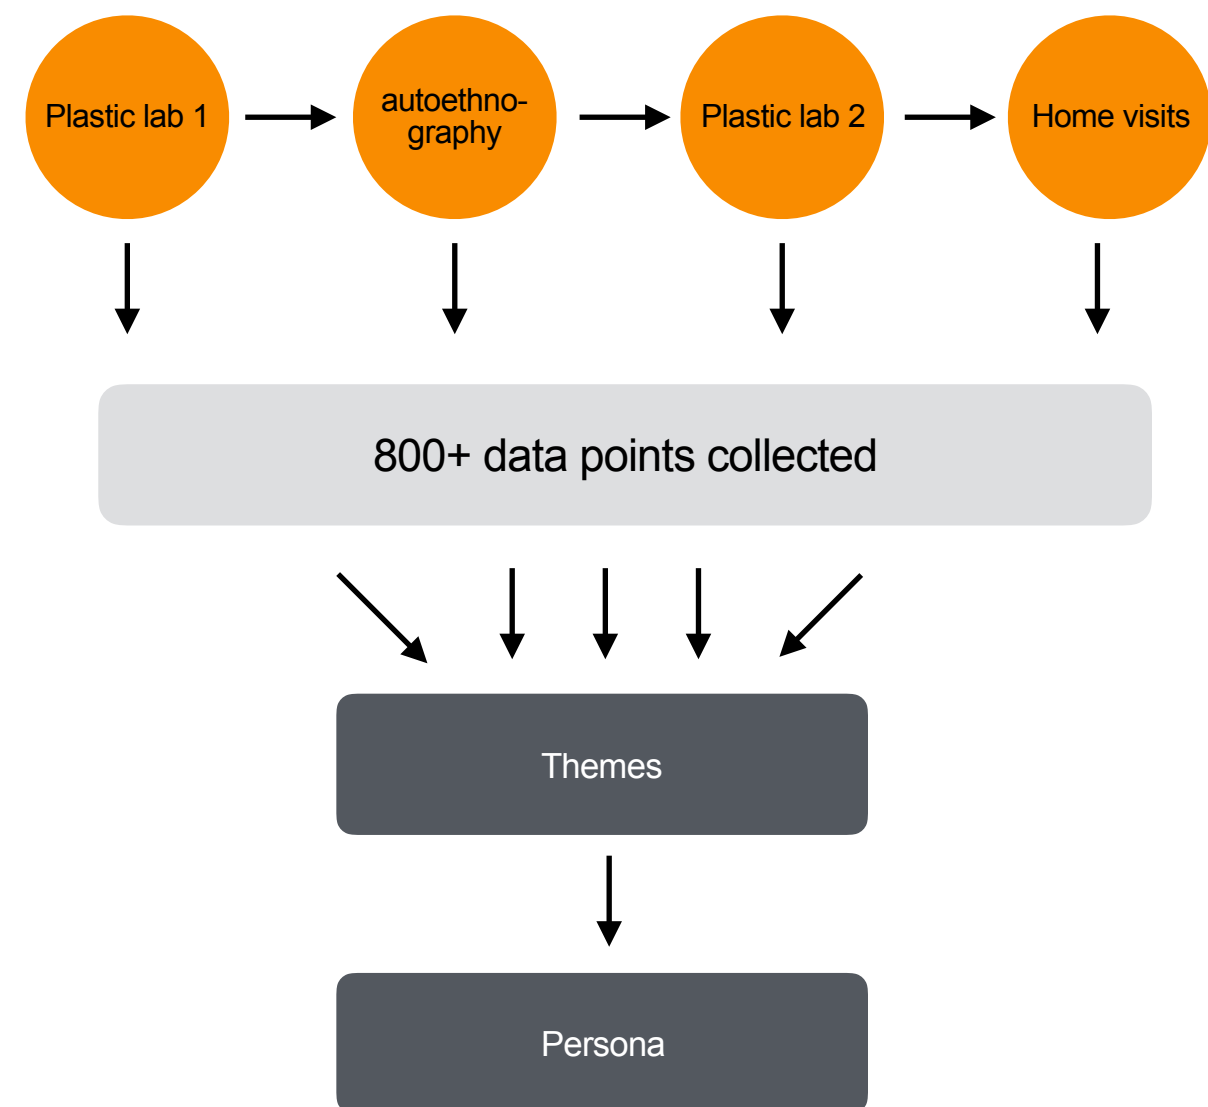 Plastic lab 1
autoethno-
graphy
Plastic lab 2
Home visits
800+ data points collected
Themes
Persona